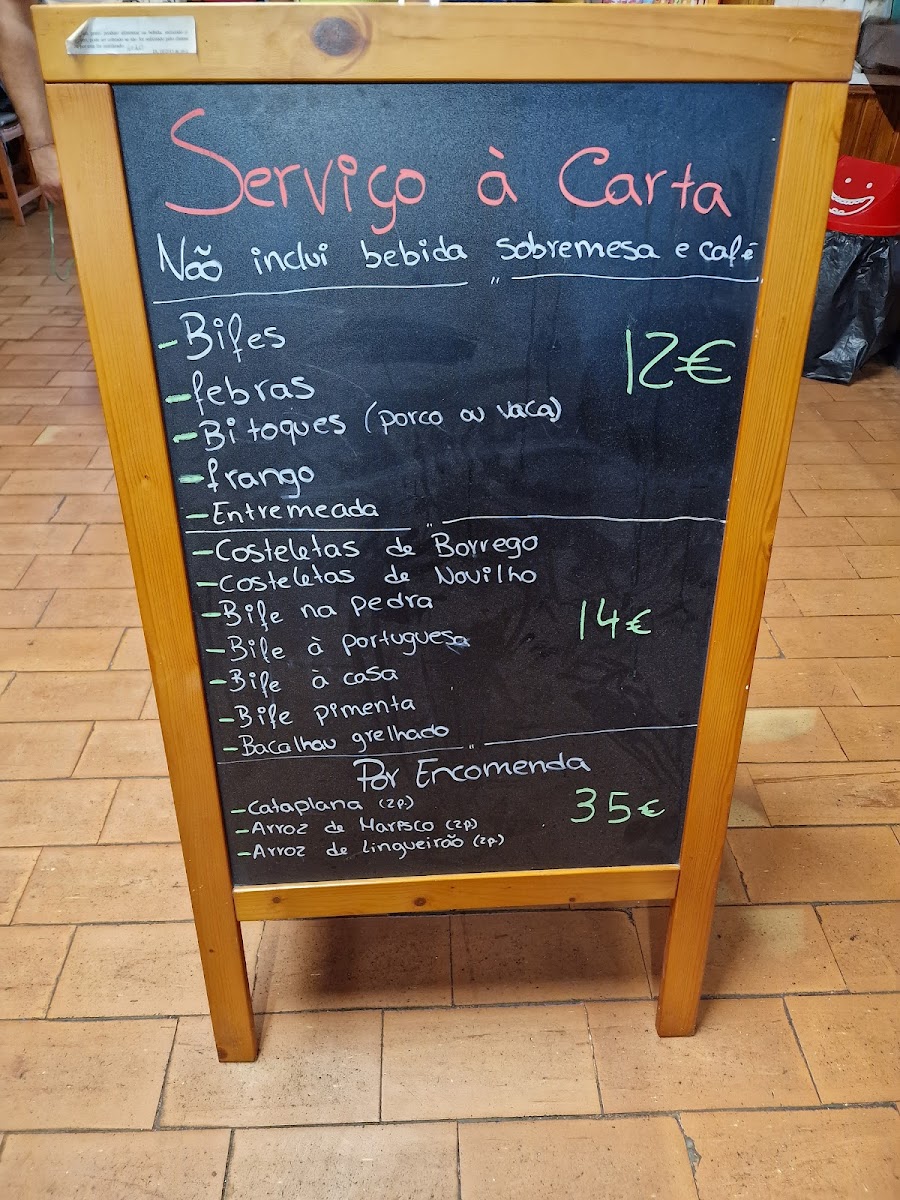 Serviço à Carta
Não inclui bebida sobremesa e café
-Bifes
-febras
12€
-Bitoques (porco ou vaca)
-frango
-Entremeada
-Costeletas de Borrego
-Costeletas de Novilho
-Bife na pedra
14€
-Bife à portuguesa
-Bife à casa
-Bife pimenta
-Bacalhau grelhado
Por Encomenda
-Cataplana (2p.)
35€
-Arroz de Marisco (2p.)
-Arroz de Lingueirão (2p.)